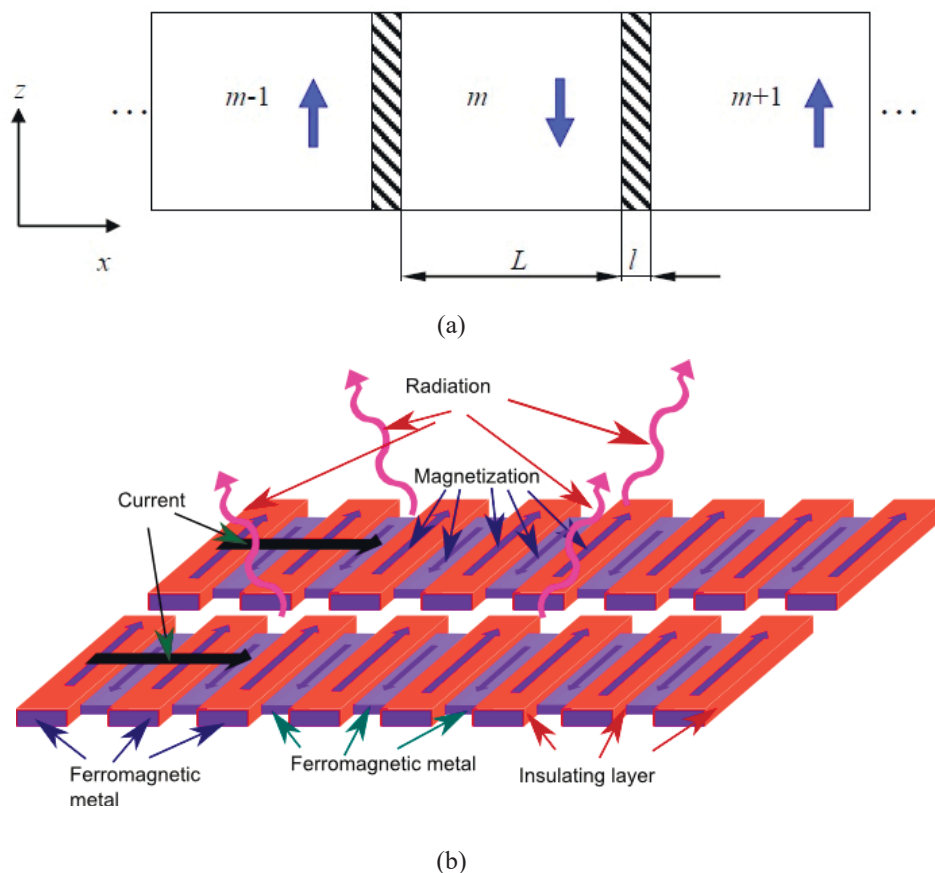 z
m-1
m
m+1
...
...
x
L
l
(a)
Radiation
Magnetization
Current
Ferromagnetic
metal
Ferromagnetic metal
Insulating layer
(b)